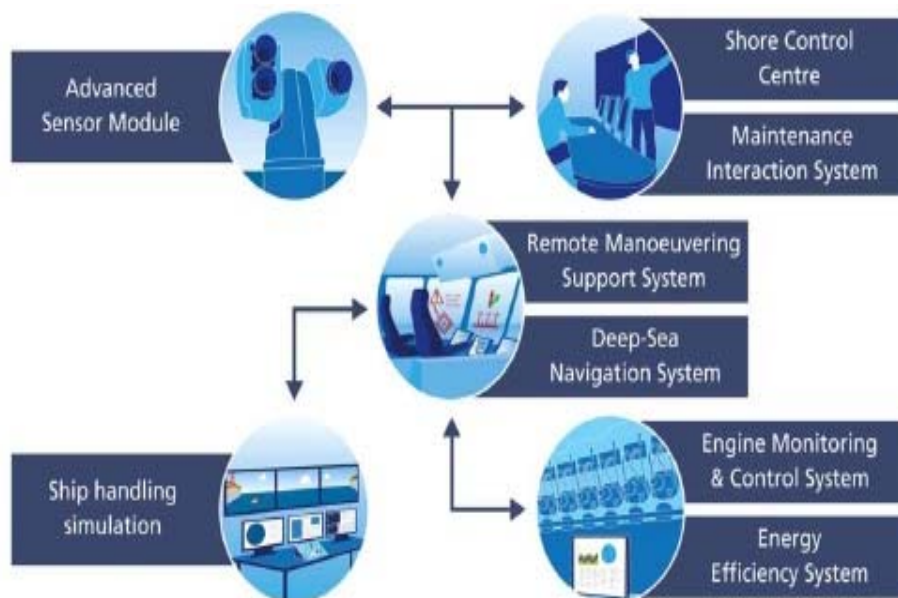 Advanced
Sensor Module
Shore Control
Centre
Maintenance
Interaction System
Remote Manoeuvering
Support System
Deep-Sea
Navigation System
Ship handling
simulation
Engine Monitoring
& Control System
Energy
Efficiency System